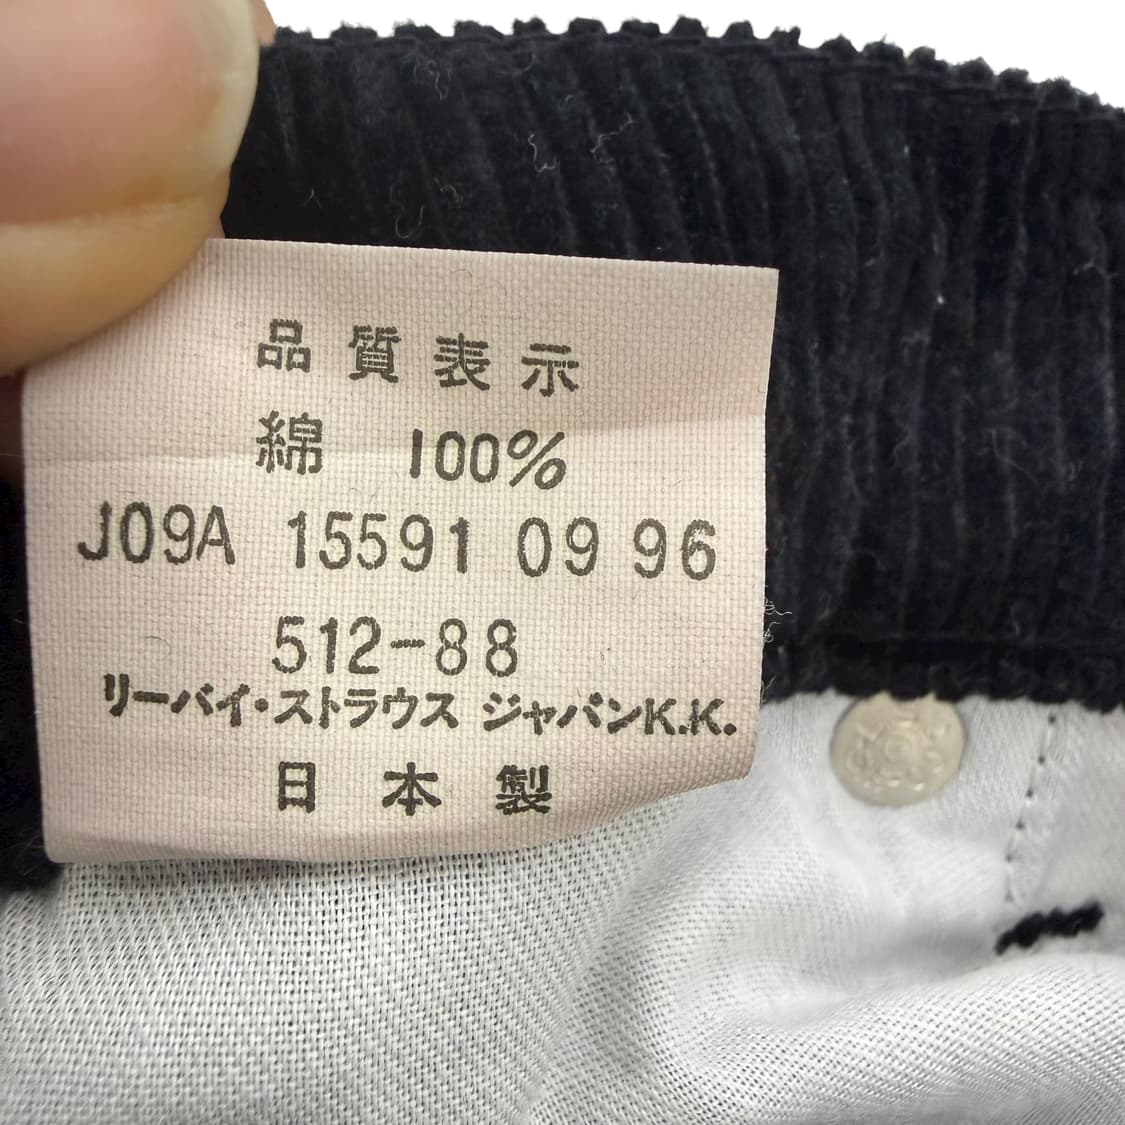 品質表示
綿 100%
J09A 15591 09 96
512-88
リーバイ・ストラウス ジャパンK.K.
日本製